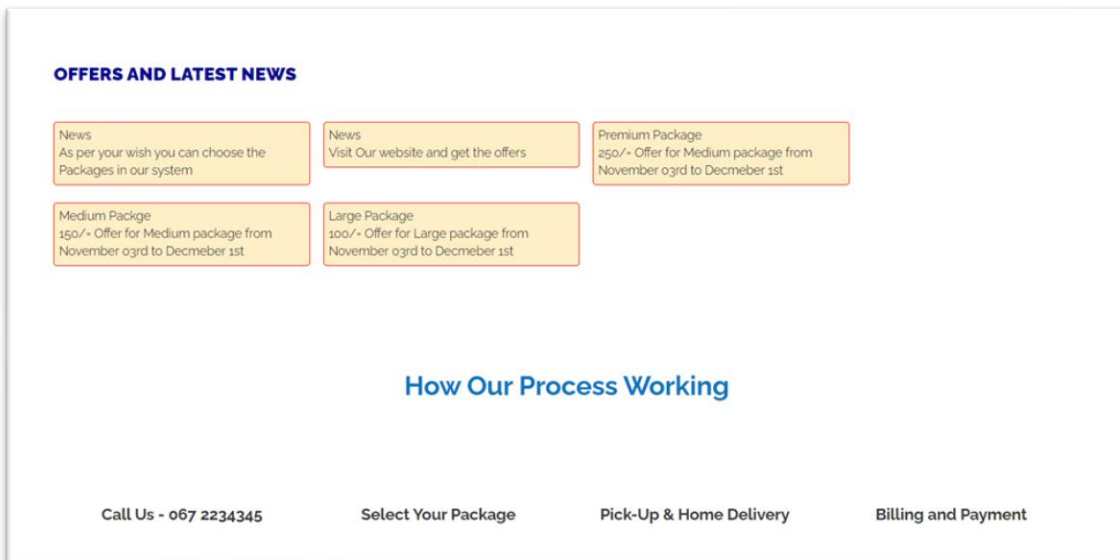 OFFERS AND LATEST NEWS
News
As per your wish you can choose the
Packages in our system
News
Visit Our website and get the offers
Premium Package
250/= Offer for Medium package from
November 03rd to Decmeber 1st
Medium Packge
150/= Offer for Medium package from
November 03rd to Decmeber 1st
Large Package
100/= Offer for Large package from
November 03rd to Decmeber 1st
How Our Process Working
Call Us - 067 2234345
Select Your Package
Pick-Up & Home Delivery
Billing and Payment